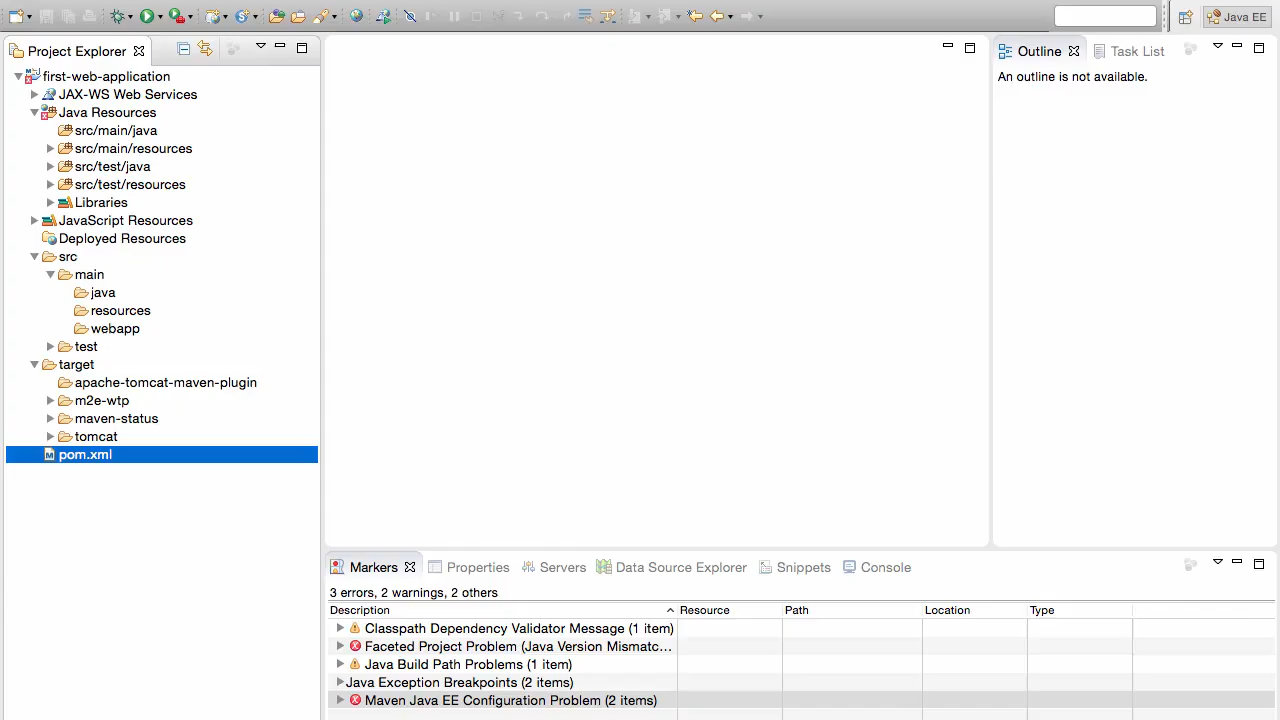 Java EE
Project Explorer
first-web-application
JAX-WS Web Services
Java Resources
src/main/java
src/main/resources
src/test/java
src/test/resources
Libraries
JavaScript Resources
Deployed Resources
src
main
java
resources
webapp
test
target
apache-tomcat-maven-plugin
m2e-wtp
maven-status
tomcat
pom.xml
Outline Task List
An outline is not available.
Markers Properties Servers Data Source Explorer Snippets Console
3 errors, 2 warnings, 2 others
Description Resource Path Location Type
Classpath Dependency Validator Message (1 item)
Faceted Project Problem (Java Version Mismatc...
Java Build Path Problems (1 item)
Java Exception Breakpoints (2 items)
Maven Java EE Configuration Problem (2 items)